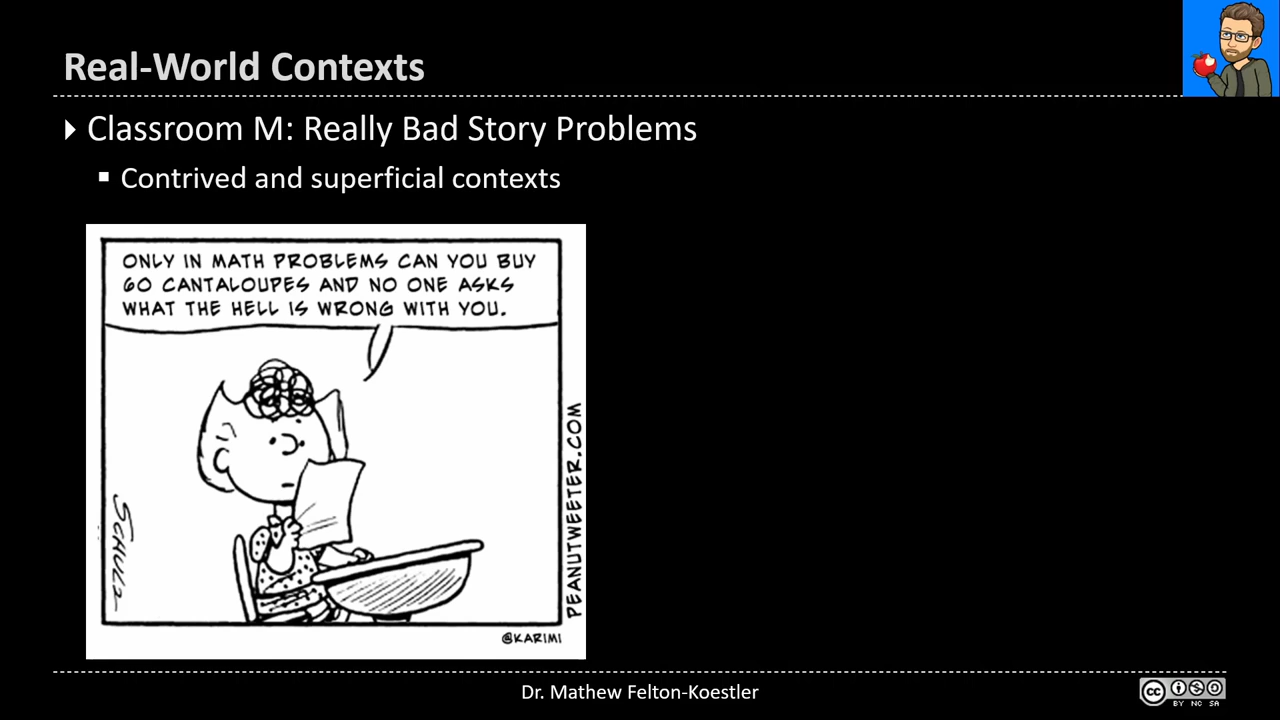 Real-World Contexts
Classroom M: Really Bad Story Problems
Contrived and superficial contexts
ONLY IN MATH PROBLEMS CAN YOU BUY
60 CANTALOUPES AND NO ONE ASKS
WHAT THE HELL IS WRONG WITH YOU.
SCHULZ
PEANUTWEETER.COM
@KARIMI
Dr. Mathew Felton-Koestler
cc
BY NC SA